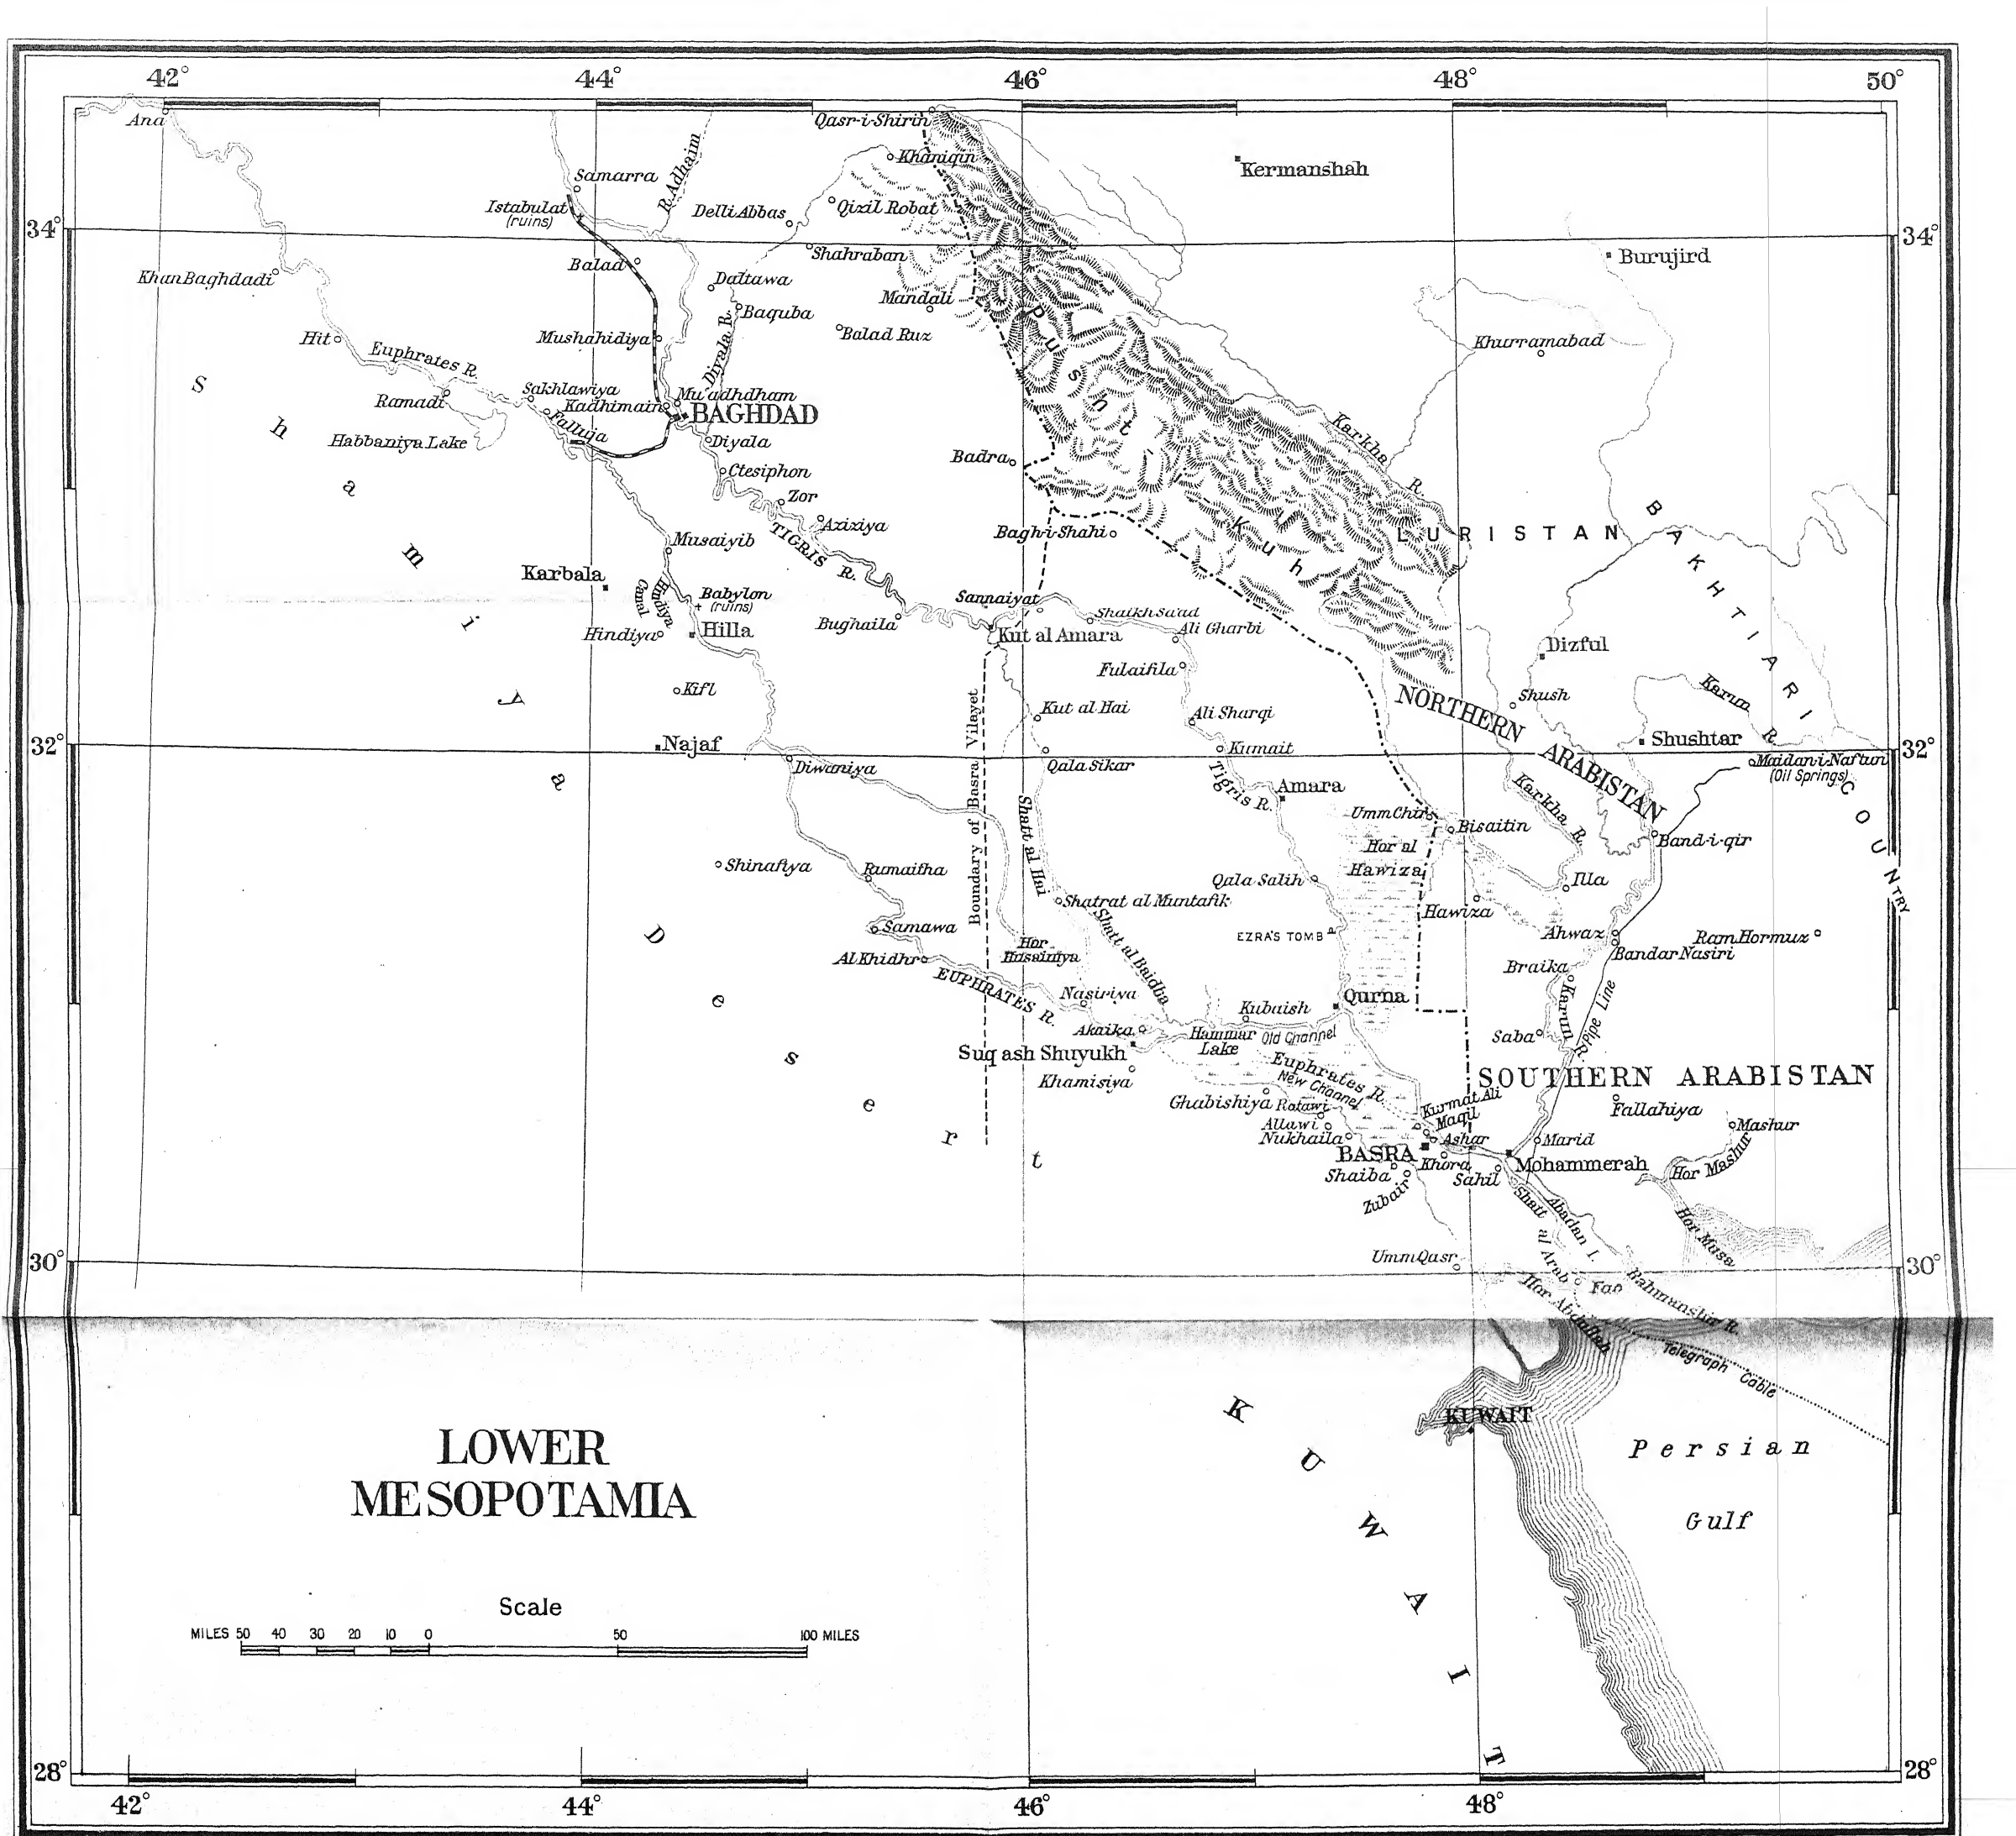 42° 44° 46° 48° 50°
Ana
Qasr-i-Shirin
Khaniqin
Kermanshah
R. Adhaim
Samarra
Istabulat
(ruins)
Delli Abbas
Qizil Robat
34°
34°
Shahraban
Burujird
Balad
Khan Baghdadi
Daltawa
Mandali
Baquba
Balad Ruz
Hit
Mushahidiya
Diyala R.
Khurramabad
Euphrates R.
Pusht i Kuh
Sakhlawiya
Mu'adhdham
Ramadi
Kadhimain
BAGHDAD
Falluja
Habbaniya Lake
Diyala
Karkha R.
Badra
Ctesiphon
Zor
Aziziya
TIGRIS R.
Baghi-Shahi
LURISTAN
BAKHTIARI COUNTRY
Shamiya Desert
Musaiyib
Karbala
Hindiya Canal
Babylon
(ruins)
Sannaiyat
Shaikh Sa'ad
Hindiya
Hilla
Bughaila
Kut al Amara
Ali Gharbi
Dizful
Fulaifila
Kifl
Karun R.
Shush
NORTHERN ARABISTAN
Kut al Hai
Ali Sharqi
Najaf
Shushtar
32°
32°
Kumait
Diwaniya
Qala Sikar
Maidan-i-Naftun
(Oil Springs)
Tigris R.
Amara
Karkha R.
Boundary of Basra Vilayet
Shatt al Hai
Umm Chir
Bisaitin
Band-i-qir
Hor al
Hawiza
Shinafiya
Rumaitha
Qala Salih
Illa
Shatrat al Muntafik
Hawiza
Samawa
EZRA'S TOMB
Ahwaz
Ram Hormuz
Hor
Husainiya
Shatt al Baidha
Bandar Nasiri
Al Khidhr
EUPHRATES R.
Braika
Nasiriya
Qurna
Karun R.
Pipe Line
Kubaish
Akaika
Hammar
Lake
Old Channel
Saba
Suq ash Shuyukh
Khamisiya
Euphrates R.
New Channel
SOUTHERN ARABISTAN
Ghabishiya
Ratawi
Kurmat Ali
Fallahiya
Allawi
Magil
Mashur
Nukhaila
Ashar
Marid
BASRA
Khora
Mohammerah
Hor Mashur
Shaiba
Sahil
Zubair
Shatt al Arab
Abadan I.
Hor Musa
Umm Qasr
30°
30°
Fao
Bahmanshir R.
Hor Abdullah
Telegraph Cable
KUWAIT
KUWAIT
Persian
Gulf
LOWER
MESOPOTAMIA
Scale
MILES 50 40 30 20 10 0 50 100 MILES
28°
28°
42° 44° 46° 48°